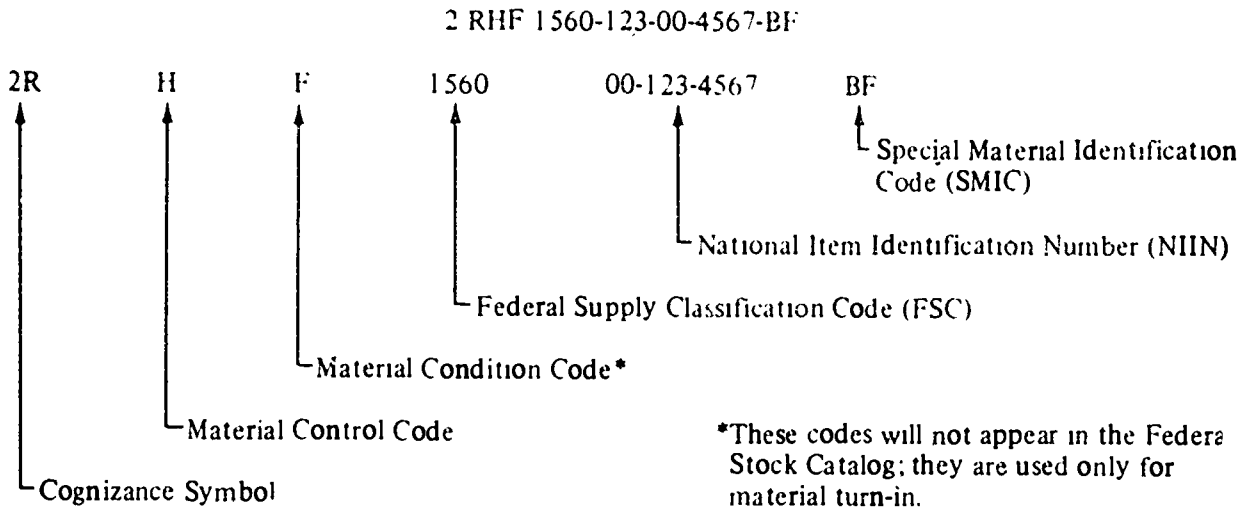 2 RHF 1560-123-00-4567-BF
2R H F 1560 00-123-4567 BF
Special Material Identification
Code (SMIC)
National Item Identification Number (NIIN)
Federal Supply Classification Code (FSC)
Material Condition Code*
Material Control Code
Cognizance Symbol
*These codes will not appear in the Federa
Stock Catalog; they are used only for
material turn-in.